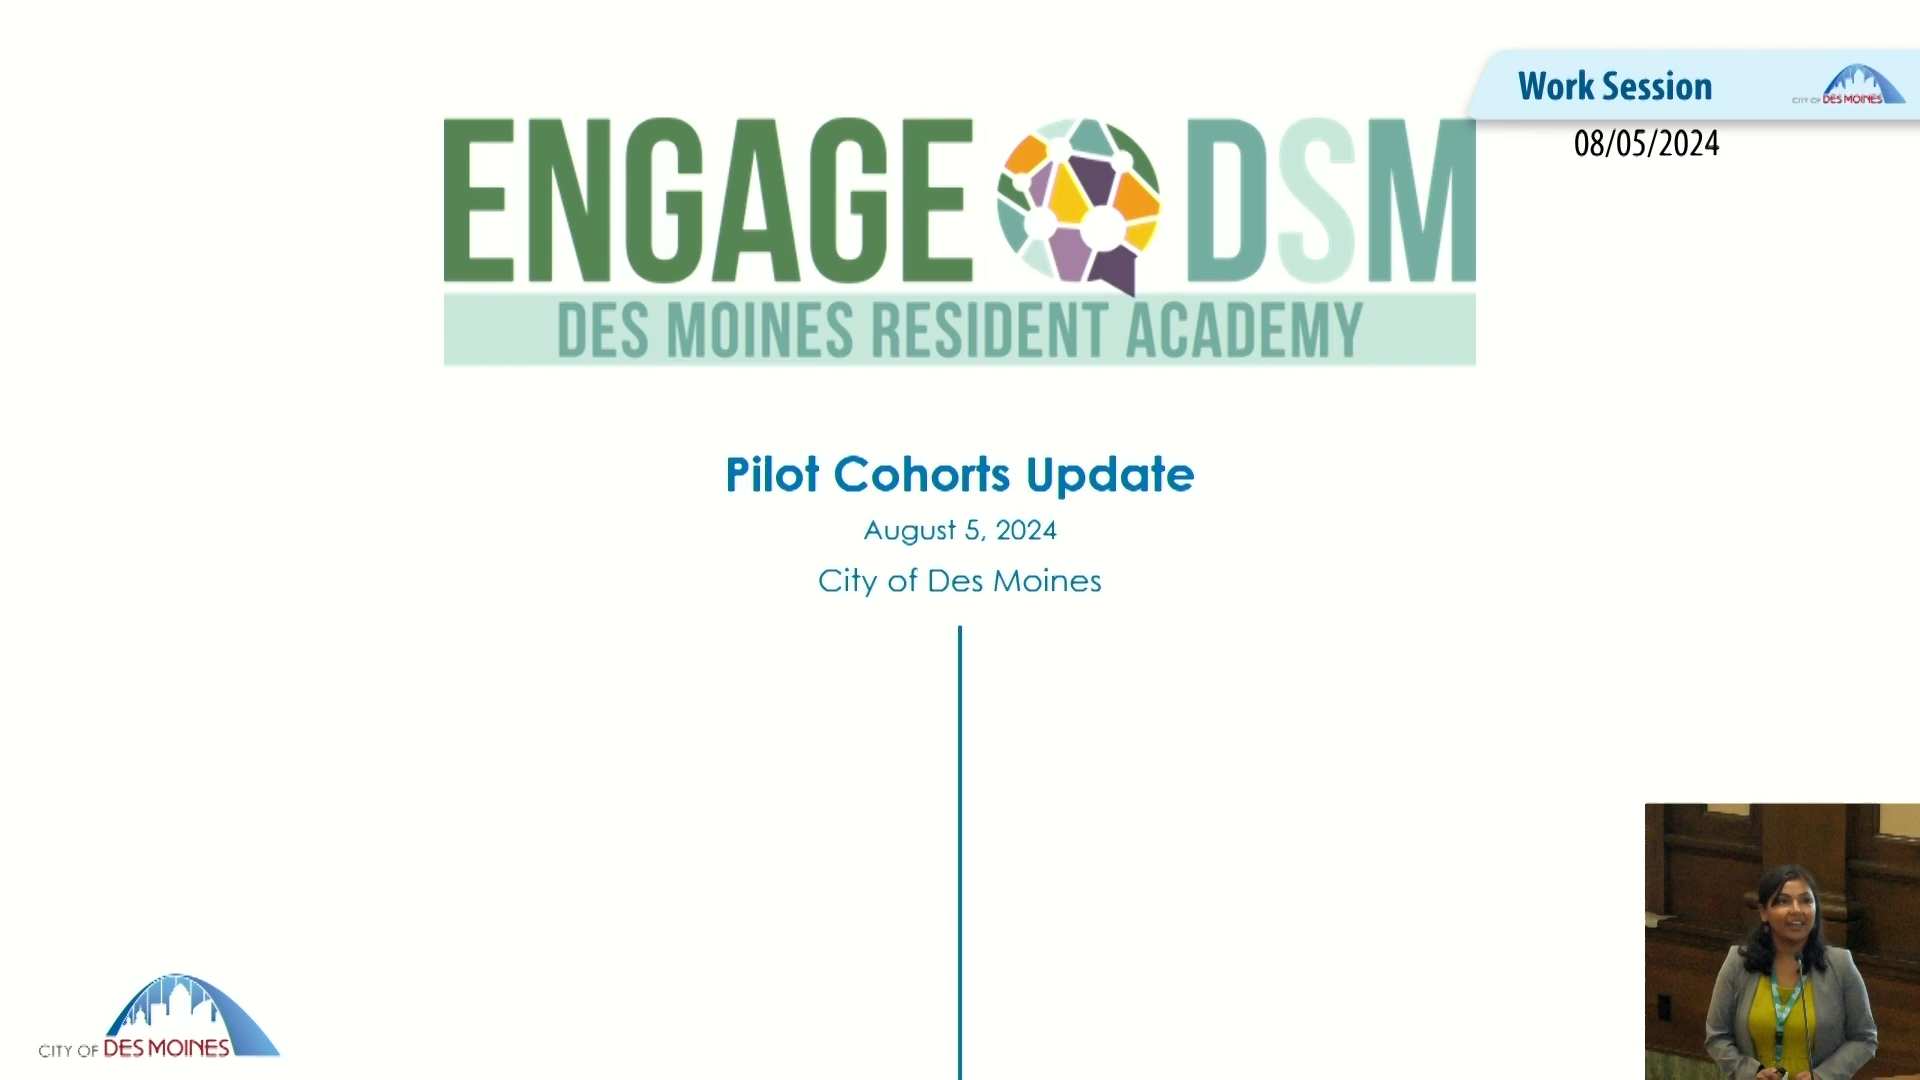 Work Session
CITY OF DES MOINES
08/05/2024
ENGAGE DSM
DES MOINES RESIDENT ACADEMY
Pilot Cohorts Update
August 5, 2024
City of Des Moines
CITY OF DES MOINES